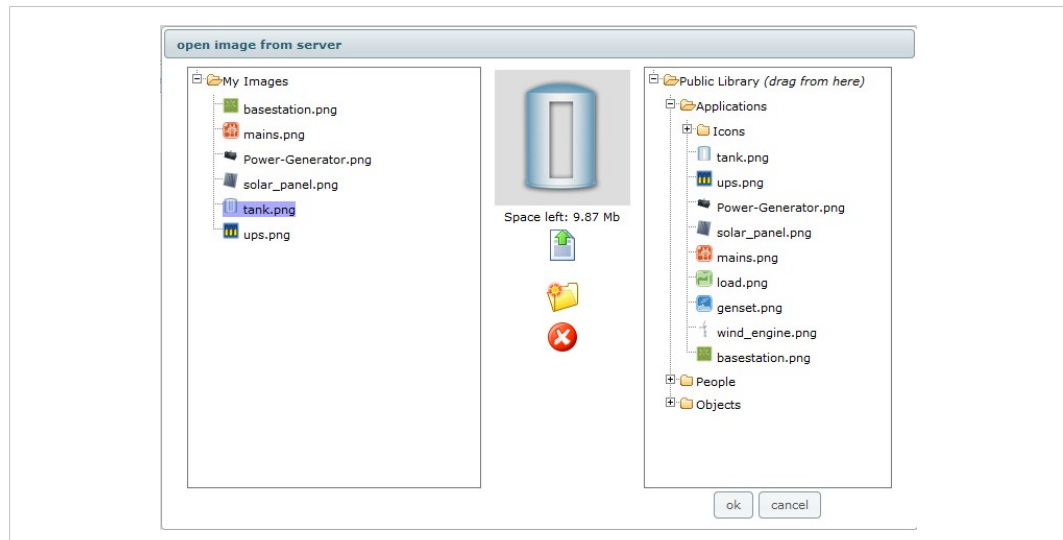 open image from server
My Images
basestation.png
mains.png
Power-Generator.png
solar_panel.png
tank.png
ups.png
Space left: 9.87 Mb
Public Library (drag from here)
Applications
Icons
tank.png
ups.png
Power-Generator.png
solar_panel.png
mains.png
load.png
genset.png
wind_engine.png
basestation.png
People
Objects
ok
cancel